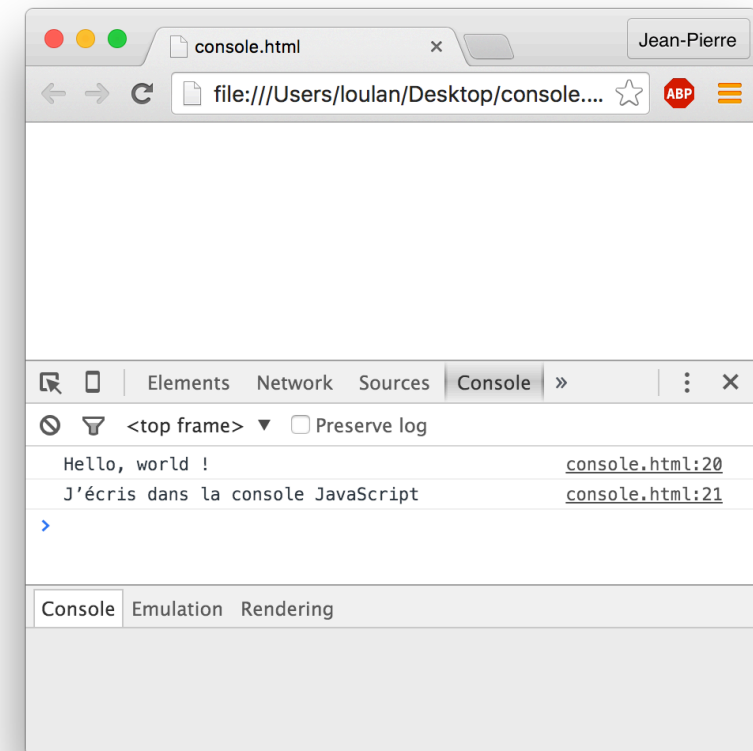 console.html
Jean-Pierre
file:///Users/loulan/Desktop/console....
ABP
Elements Network Sources Console »
<top frame> ▼ Preserve log
Hello, world ! console.html:20
J’écris dans la console JavaScript console.html:21
>
Console Emulation Rendering